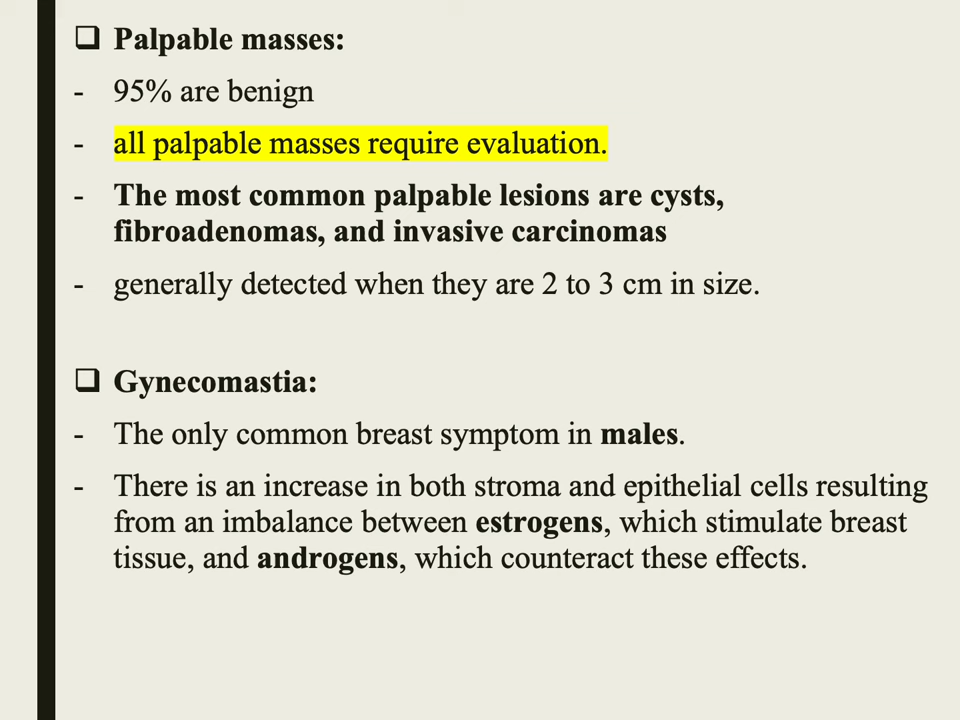 ❑ Palpable masses:
- 95% are benign
- all palpable masses require evaluation.
- The most common palpable lesions are cysts,
fibroadenomas, and invasive carcinomas
- generally detected when they are 2 to 3 cm in size.
❑ Gynecomastia:
- The only common breast symptom in males.
- There is an increase in both stroma and epithelial cells resulting
from an imbalance between estrogens, which stimulate breast
tissue, and androgens, which counteract these effects.